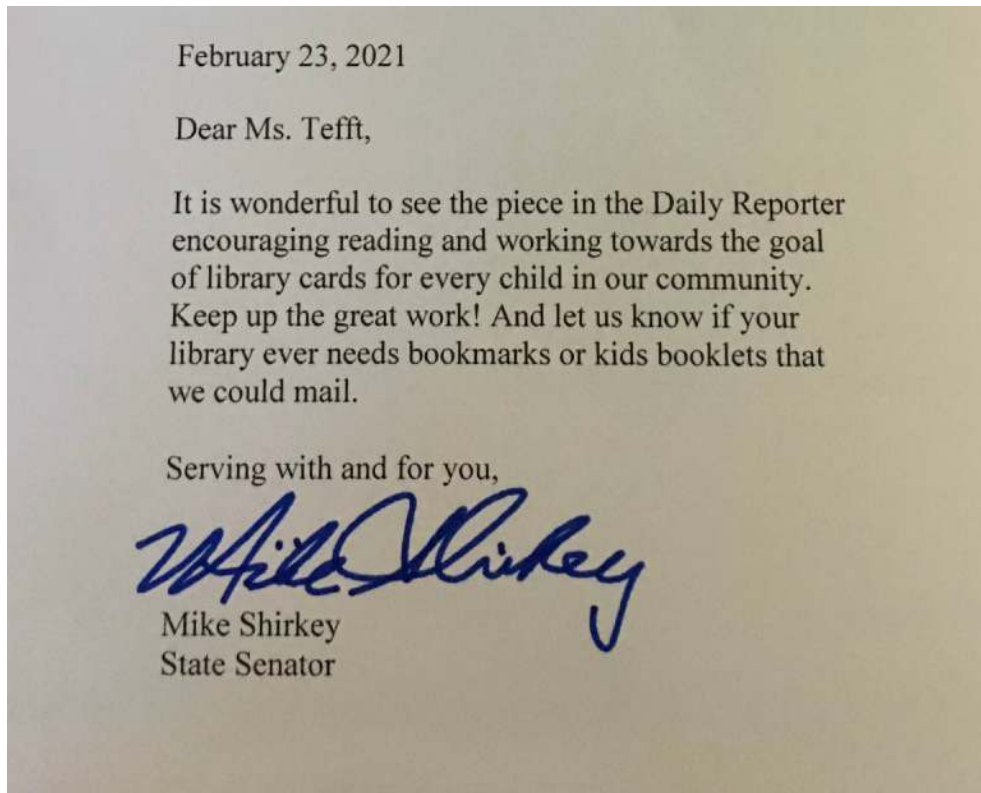 February 23, 2021
Dear Ms. Tefft,
It is wonderful to see the piece in the Daily Reporter
encouraging reading and working towards the goal
of library cards for every child in our community.
Keep up the great work! And let us know if your
library ever needs bookmarks or kids booklets that
we could mail.
Serving with and for you,
Mike Shirkey
Mike Shirkey
State Senator